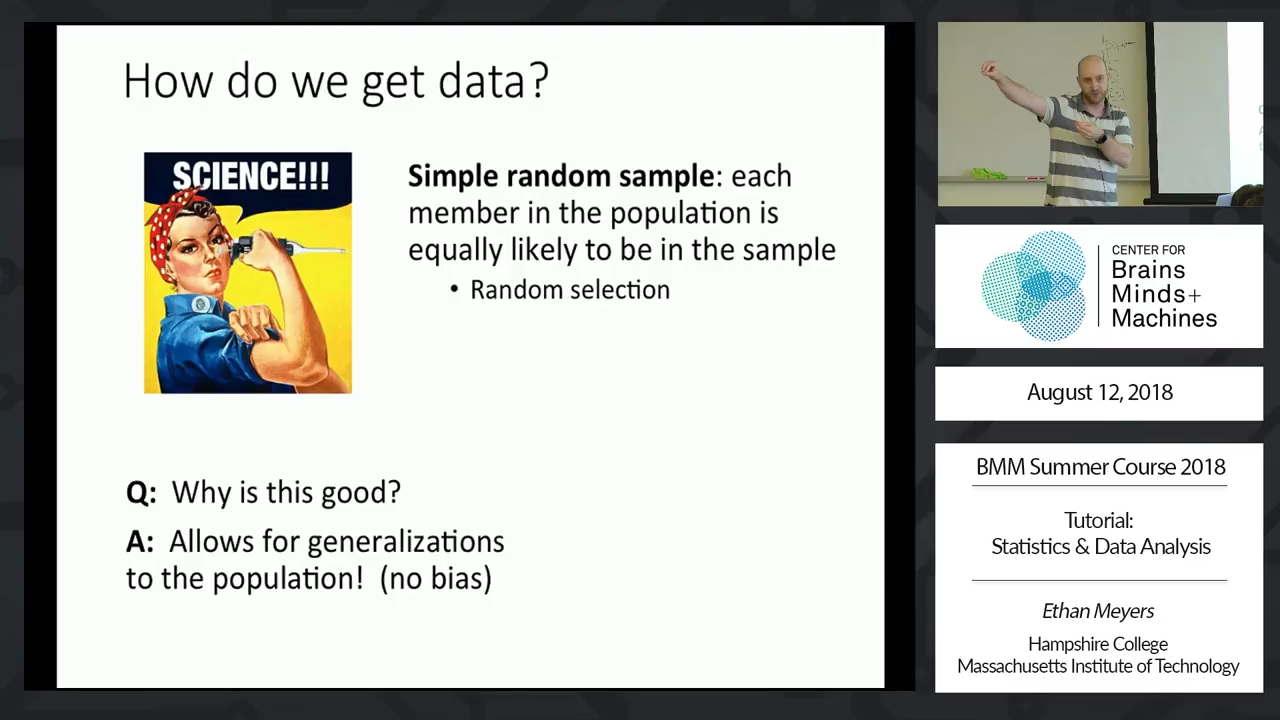 How do we get data?
SCIENCE!!!
Simple random sample: each
member in the population is
equally likely to be in the sample
• Random selection
Q: Why is this good?
A: Allows for generalizations
to the population! (no bias)
CENTER FOR
Brains
Minds+
Machines
August 12, 2018
BMM Summer Course 2018
Tutorial:
Statistics & Data Analysis
Ethan Meyers
Hampshire College
Massachusetts Institute of Technology